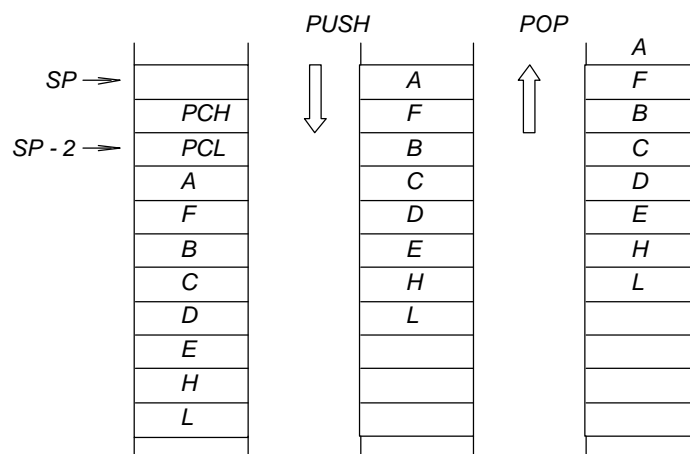 PUSH POP
A
SP A F
PCH F B
SP - 2 PCL B C
A C D
F D E
B E H
C H L
D L
E
H
L